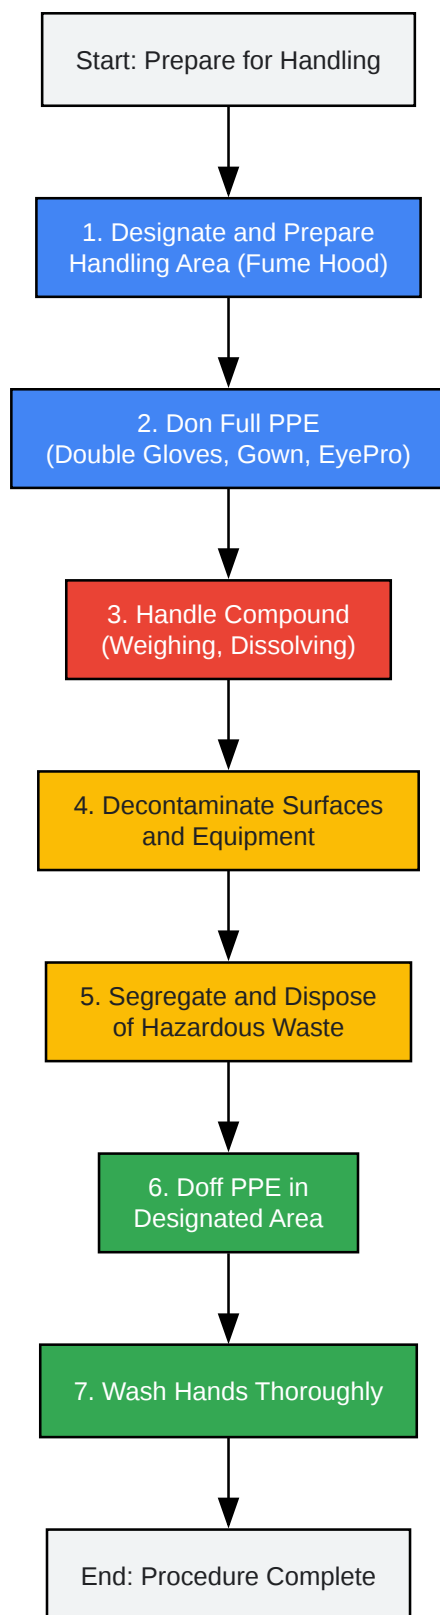 Start: Prepare for Handling
1. Designate and Prepare
Handling Area (Fume Hood)
2. Don Full PPE
(Double Gloves, Gown, EyePro)
3. Handle Compound
(Weighing, Dissolving)
4. Decontaminate Surfaces
and Equipment
5. Segregate and Dispose
of Hazardous Waste
6. Doff PPE in
Designated Area
7. Wash Hands Thoroughly
End: Procedure Complete